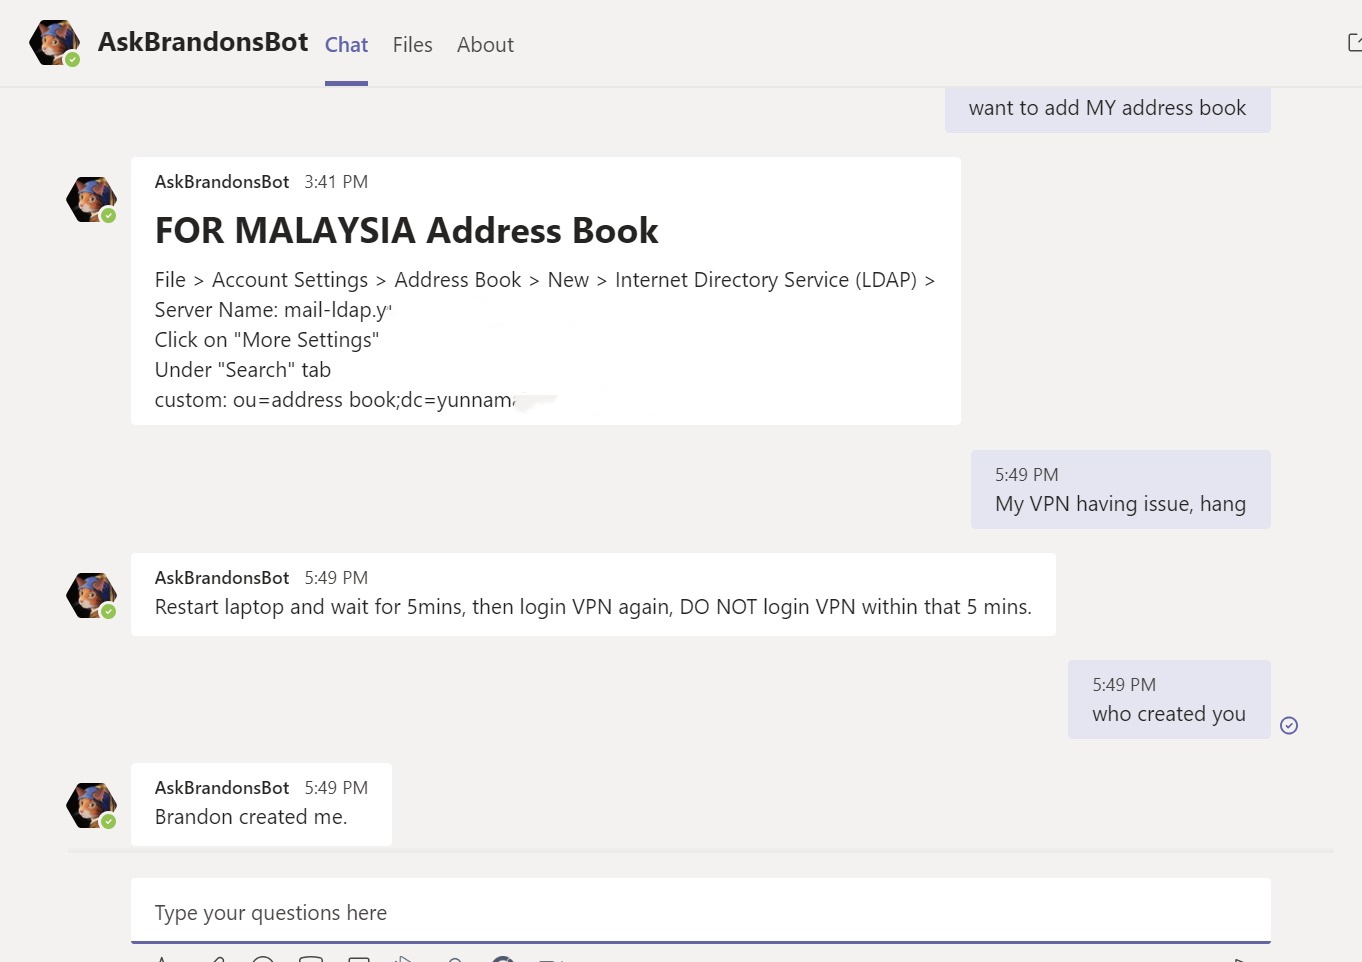 AskBrandonsBot Chat Files About
want to add MY address book
AskBrandonsBot 3:41 PM
FOR MALAYSIA Address Book
File > Account Settings > Address Book > New > Internet Directory Service (LDAP) >
Server Name: mail-ldap.y
Click on "More Settings"
Under "Search" tab
custom: ou=address book;dc=yunnam
5:49 PM
My VPN having issue, hang
AskBrandonsBot 5:49 PM
Restart laptop and wait for 5mins, then login VPN again, DO NOT login VPN within that 5 mins.
5:49 PM
who created you
AskBrandonsBot 5:49 PM
Brandon created me.
Type your questions here